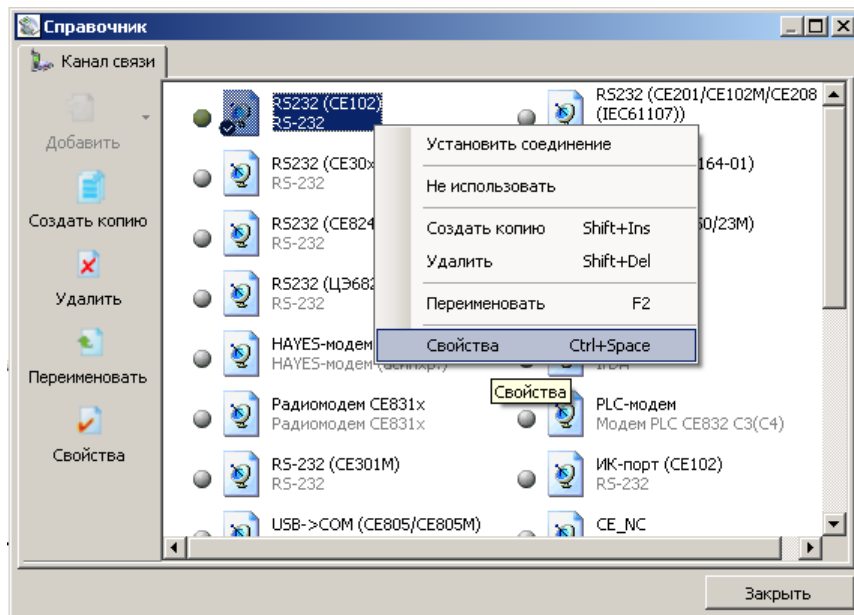 Справочник
Канал связи
Добавить
Создать копию
Удалить
Переименовать
Свойства
RS232 (CE102)
RS-232
RS232 (CE201/CE102M/CE208
(IEC61107))
RS232 (CE30x
RS-232
164-01)
RS232 (CE824
RS-232
50/23M)
RS232 (ЦЭ682
RS-232
HAYES-модем
HAYES-модем (асинхр.)
IrDA
Радиомодем CE831x
Радиомодем CE831x
PLC-модем
Модем PLC CE832 C3(C4)
RS-232 (CE301M)
RS-232
ИК-порт (CE102)
RS-232
USB->COM (CE805/CE805M)
CE_NC
Установить соединение
Не использовать
Создать копию Shift+Ins
Удалить Shift+Del
Переименовать F2
Свойства Ctrl+Space
Свойства
Закрыть